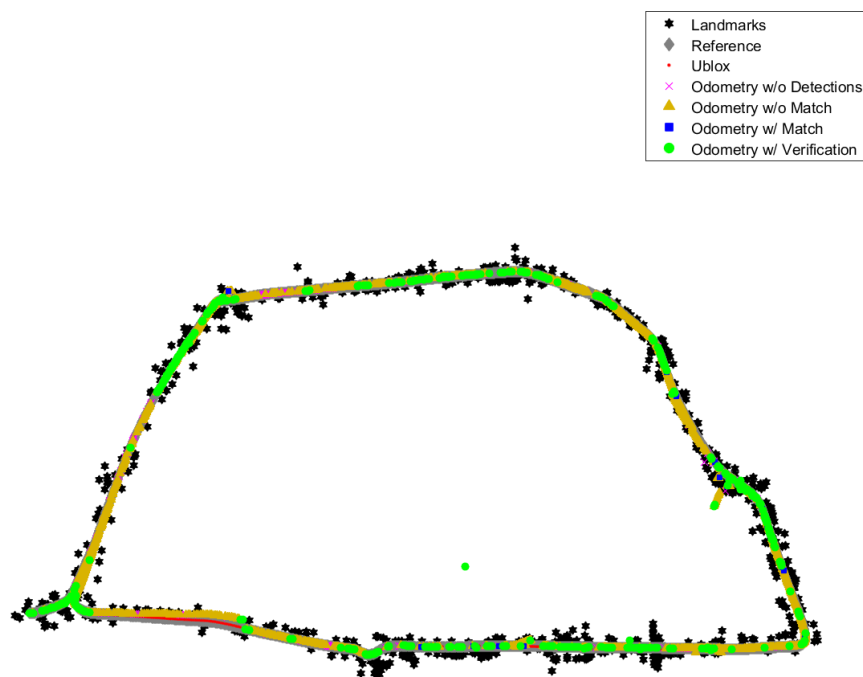 Landmarks
Reference
Ublox
Odometry w/o Detections
Odometry w/o Match
Odometry w/ Match
Odometry w/ Verification